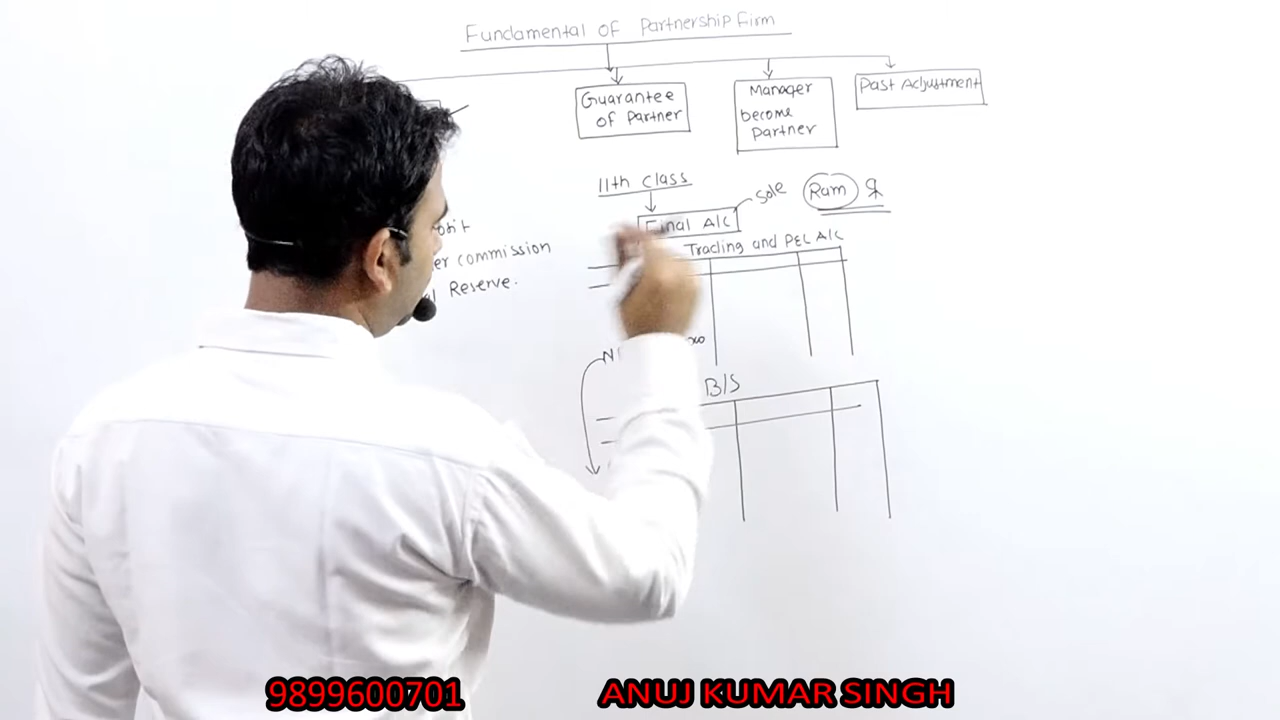 Fundamental of Partnership Firm
Guarantee
of Partner
Manager
become
Partner
Past Adjustment
11th class
Final A/c
Sole
Ram
Trading and P&L A/c
commission
Reserve.
B/S
9899600701
ANUJ KUMAR SINGH